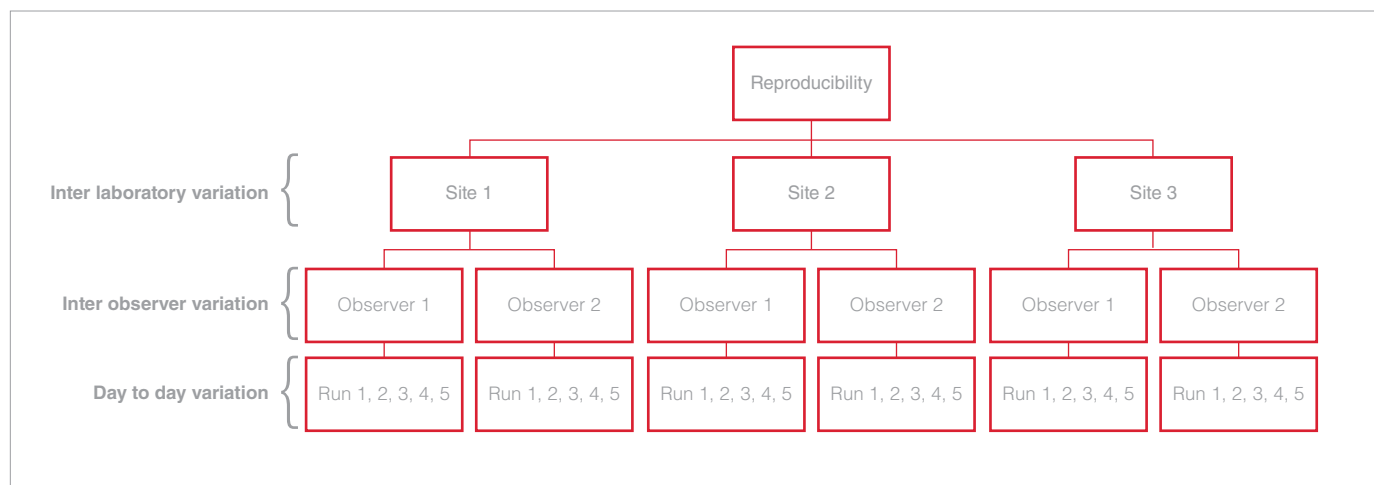 Reproducibility
Inter laboratory variation
Site 1
Site 2
Site 3
Inter observer variation
Observer 1
Observer 2
Observer 1
Observer 2
Observer 1
Observer 2
Day to day variation
Run 1, 2, 3, 4, 5
Run 1, 2, 3, 4, 5
Run 1, 2, 3, 4, 5
Run 1, 2, 3, 4, 5
Run 1, 2, 3, 4, 5
Run 1, 2, 3, 4, 5